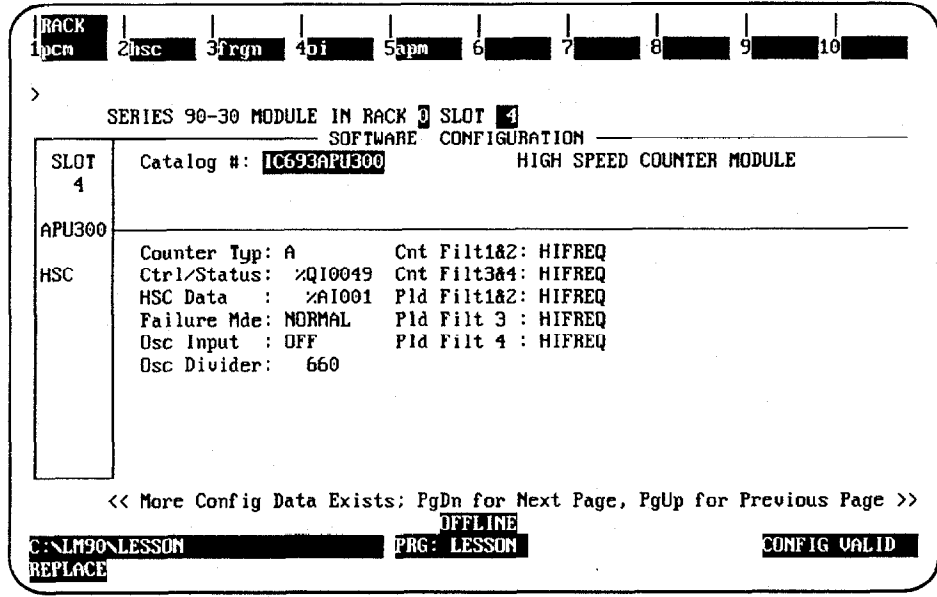 RACK
1pcm 2hsc 3frgn 4oi 5apm 6 7 8 9 10
>
SERIES 90-30 MODULE IN RACK 0 SLOT 4
SOFTWARE CONFIGURATION
SLOT Catalog #: IC693APU300 HIGH SPEED COUNTER MODULE
4
APU300
Counter Typ: A Cnt Filt1&2: HIFREQ
HSC Ctrl/Status: %QI0049 Cnt Filt3&4: HIFREQ
HSC Data : %AI001 Pld Filt1&2: HIFREQ
Failure Mde: NORMAL Pld Filt 3 : HIFREQ
Osc Input : OFF Pld Filt 4 : HIFREQ
Osc Divider: 660
<< More Config Data Exists; PgDn for Next Page, PgUp for Previous Page >>
OFFLINE
C:\LM90\LESSON PRG: LESSON CONFIG VALID
REPLACE